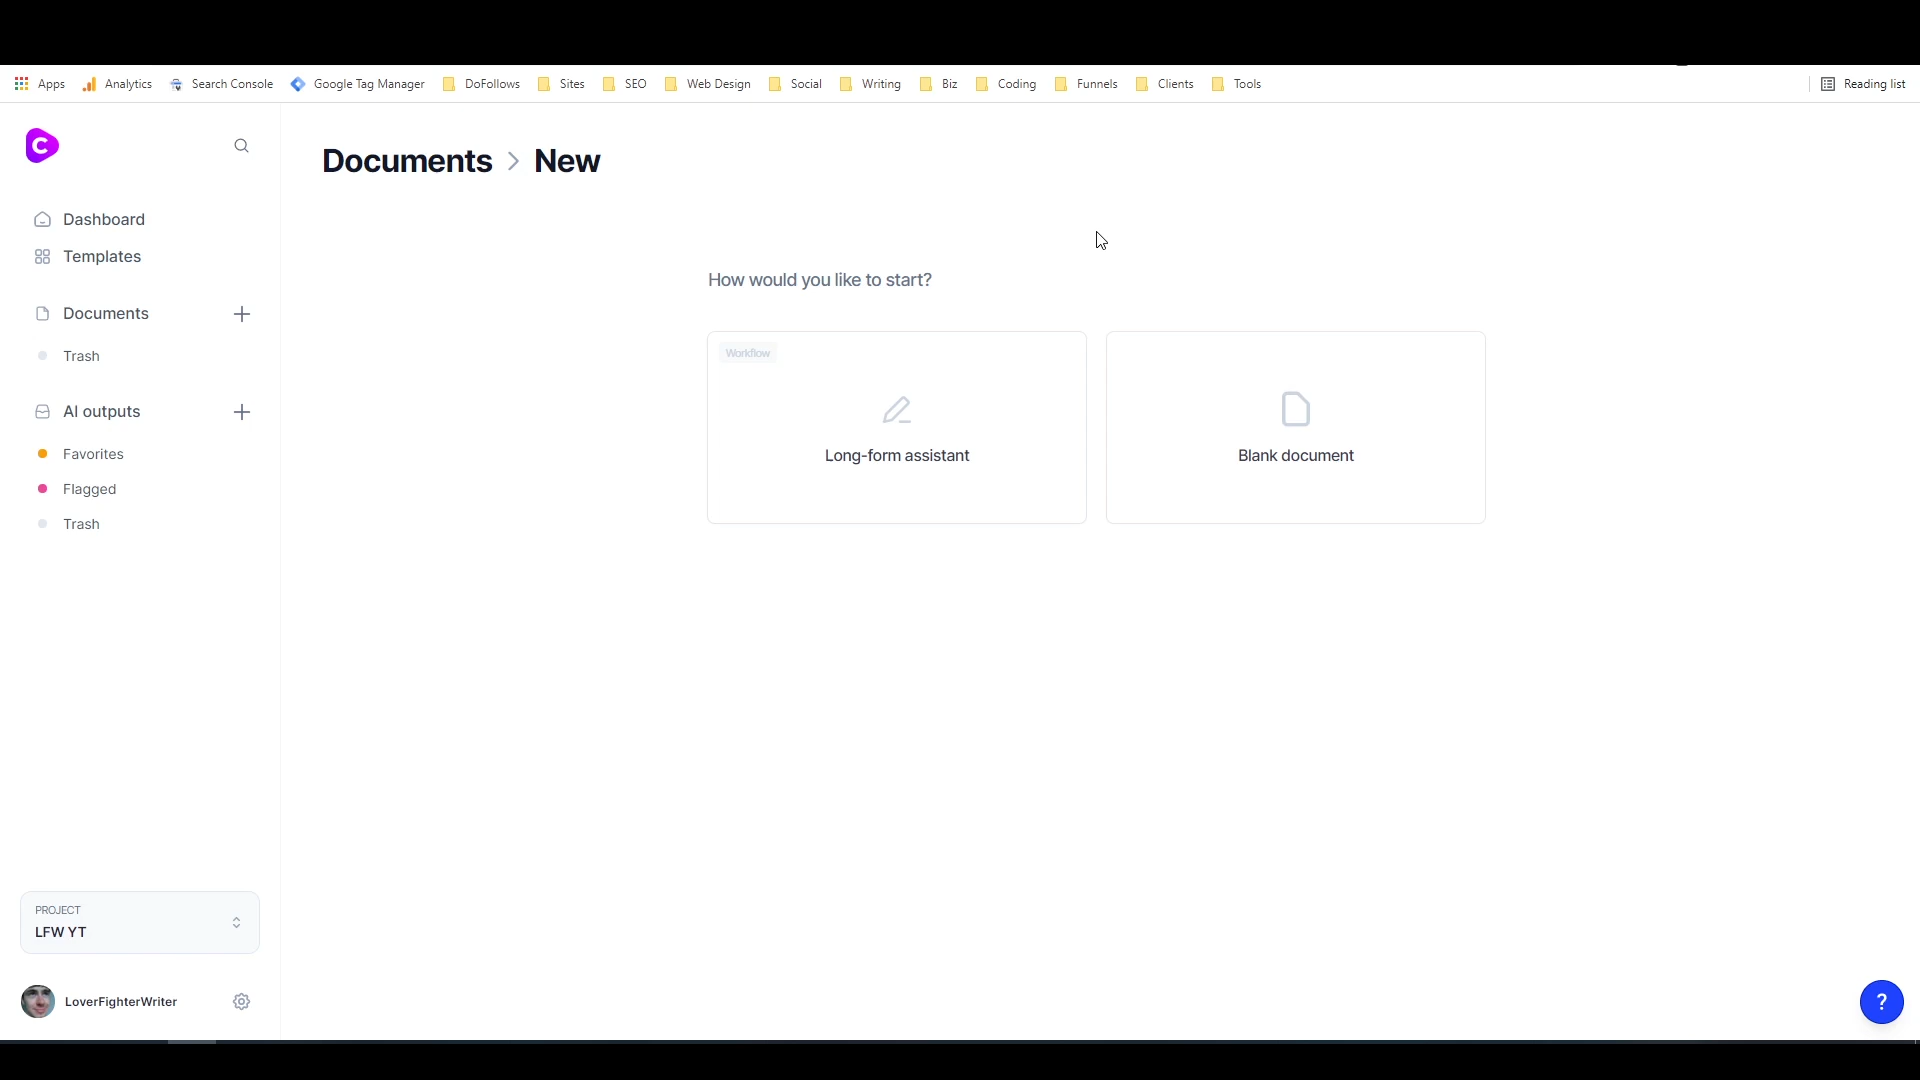 Apps Analytics Search Console Google Tag Manager DoFollows Sites SEO Web Design Social Writing Biz Coding Funnels Clients Tools Reading list
C
Documents > New
Dashboard
Templates
Documents +
Trash
AI outputs +
Favorites
Flagged
Trash
How would you like to start?
Workflow
Long-form assistant
Blank document
PROJECT
LFW YT
LoverFighterWriter
?